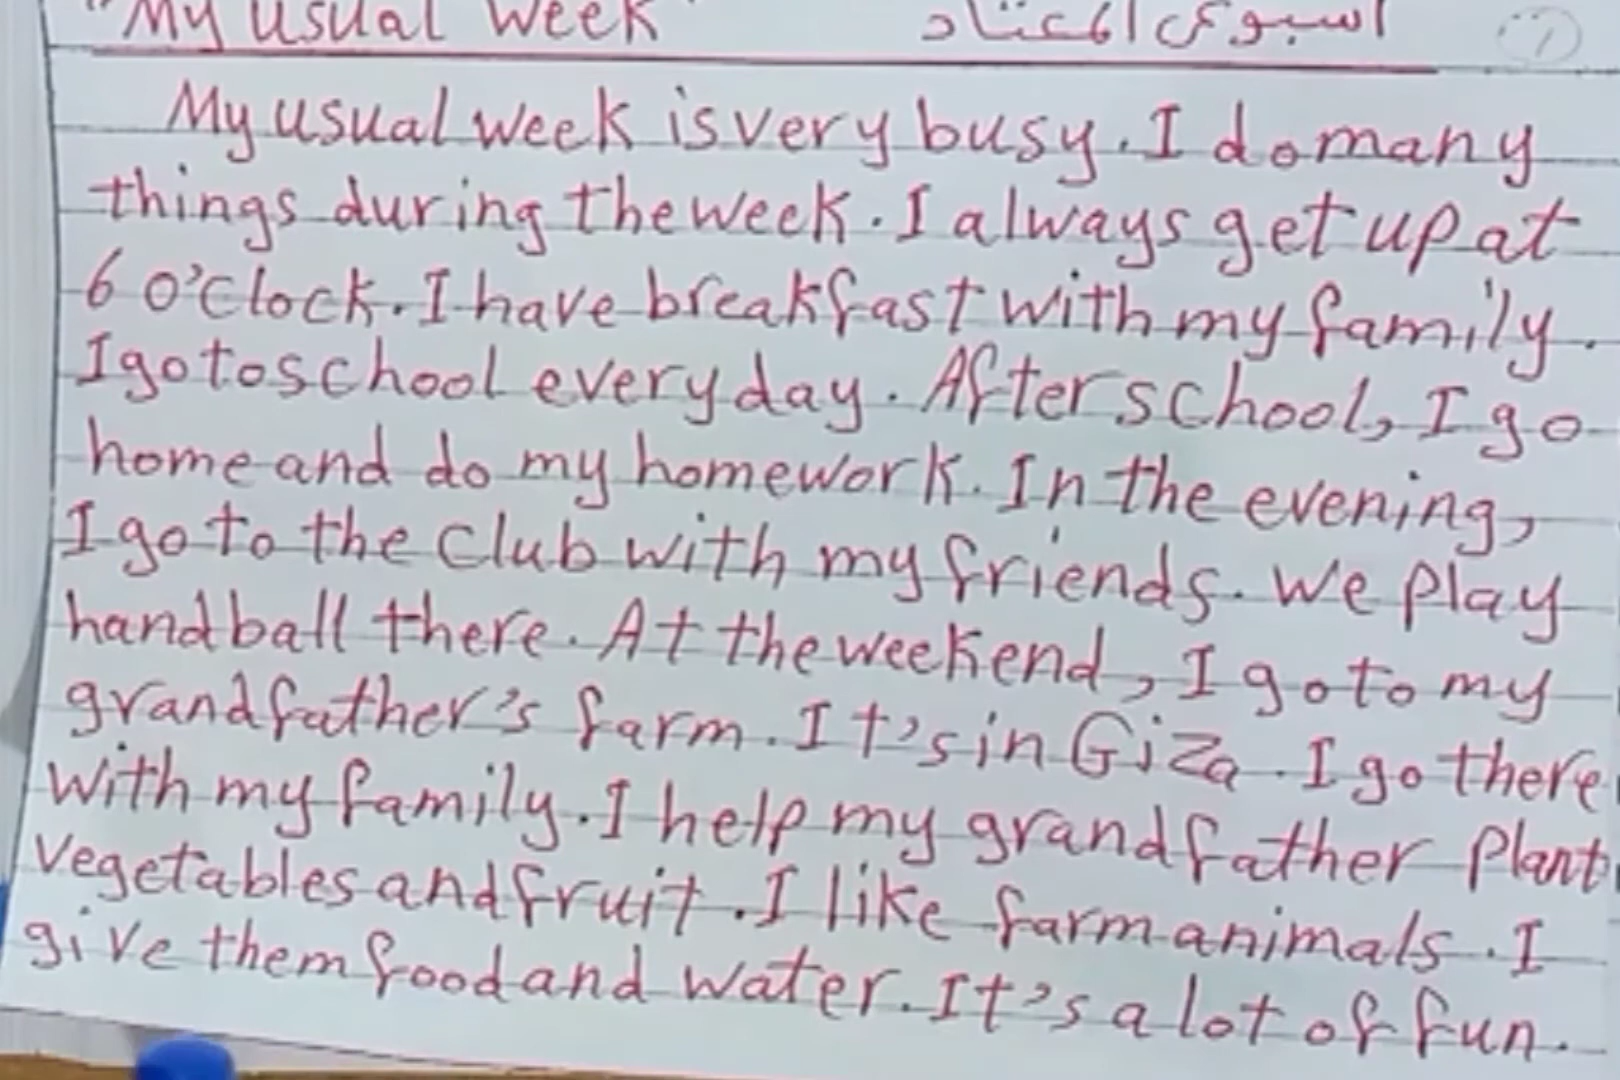 "My usual week" اسبوعى المعتاد 1
My usual week is very busy. I do many
things during the week. I always get up at
6 o'clock. I have breakfast with my family.
I go to school every day. After school, I go
home and do my homework. In the evening,
I go to the club with my friends. We play
handball there. At the weekend, I go to my
grandfather's farm. It's in Giza. I go there
with my family. I help my grandfather plant
vegetables and fruit. I like farm animals. I
give them food and water. It's a lot of fun.